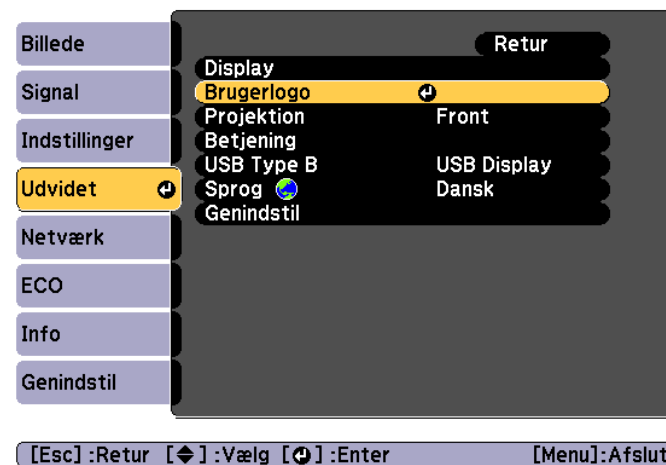 Billede
Signal
Indstillinger
Udvidet
Netværk
ECO
Info
Genindstil
Retur
Display
Brugerlogo
Projektion Front
Betjening
USB Type B USB Display
Sprog Dansk
Genindstil
[Esc] :Retur [◆] :Vælg [⏎] :Enter [Menu]:Afslut